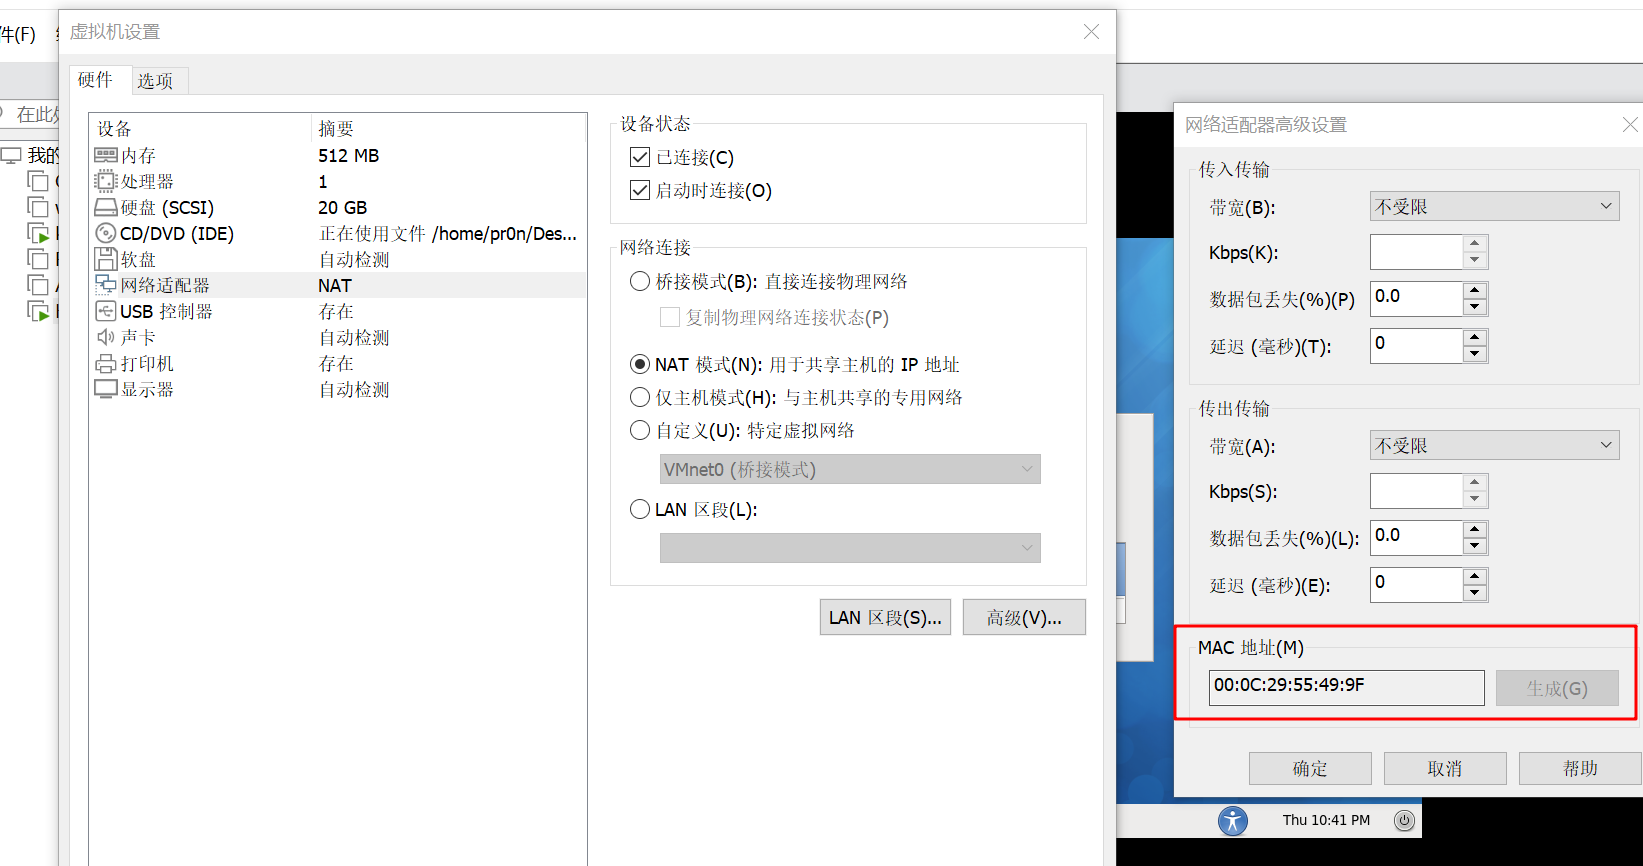 件(F)
虚拟机设置
硬件
选项
在此处
我的
设备
摘要
内存
512 MB
处理器
1
硬盘 (SCSI)
20 GB
CD/DVD (IDE)
正在使用文件 /home/pr0n/Des...
软盘
自动检测
网络适配器
NAT
USB 控制器
存在
声卡
自动检测
打印机
存在
显示器
自动检测
设备状态
已连接(C)
启动时连接(O)
网络连接
桥接模式(B): 直接连接物理网络
复制物理网络连接状态(P)
NAT 模式(N): 用于共享主机的 IP 地址
仅主机模式(H): 与主机共享的专用网络
自定义(U): 特定虚拟网络
VMnet0 (桥接模式)
LAN 区段(L):
LAN 区段(S)...
高级(V)...
网络适配器高级设置
传入传输
带宽(B):
不受限
Kbps(K):
数据包丢失(%)(P)
0.0
延迟 (毫秒)(T):
0
传出传输
带宽(A):
不受限
Kbps(S):
数据包丢失(%)(L):
0.0
延迟 (毫秒)(E):
0
MAC 地址(M)
00:0C:29:55:49:9F
生成(G)
确定
取消
帮助
Thu 10:41 PM